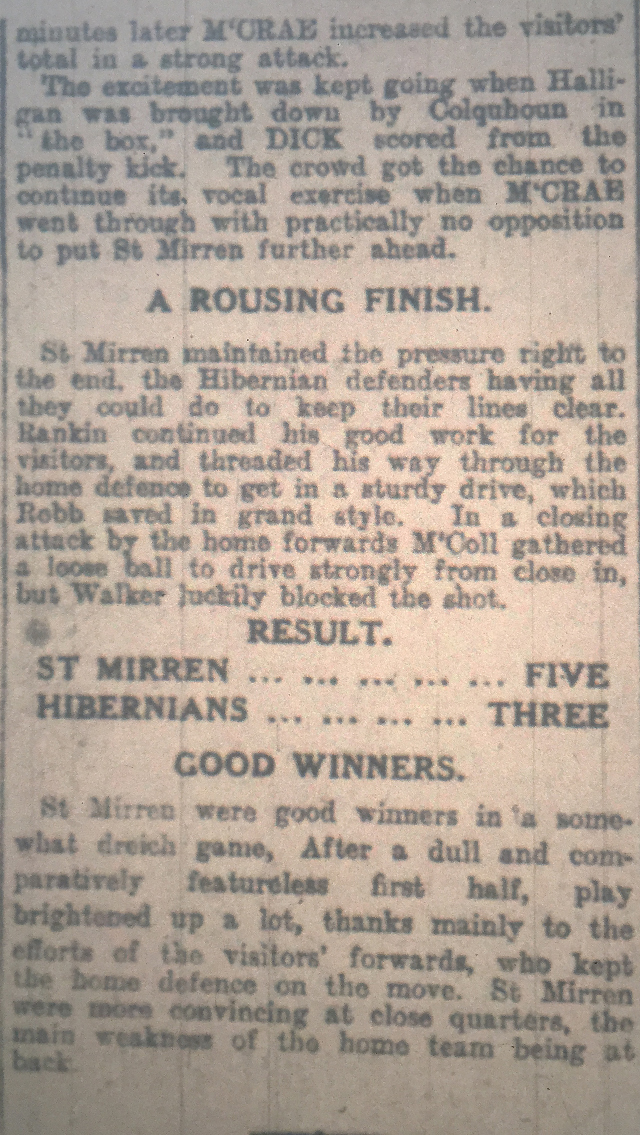 minutes later M‘CRAE increased the visitors’
total in a strong attack.
The excitement was kept going when Halli-
gan was brought down by Colquhoun in
“the box,” and DICK scored from the
penalty kick. The crowd got the chance to
continue its vocal exercise when M‘CRAE
went through with practically no opposition
to put St Mirren further ahead.
A ROUSING FINISH.
St Mirren maintained the pressure right to
the end, the Hibernian defenders having all
they could do to keep their lines clear.
Rankin continued his good work for the
visitors, and threaded his way through the
home defence to get in a sturdy drive, which
Robb saved in grand style. In a closing
attack by the home forwards M‘Coll gathered
a loose ball to drive strongly from close in,
but Walker luckily blocked the shot.
RESULT.
ST MIRREN ... ... ... ... ... FIVE
HIBERNIANS ... ... ... ... THREE
GOOD WINNERS.
St Mirren were good winners in a some-
what dreich game, After a dull and com-
paratively featureless first half, play
brightened up a lot, thanks mainly to the
efforts of the visitors’ forwards, who kept
the home defence on the move. St Mirren
were more convincing at close quarters, the
main weakness of the home team being at
back.